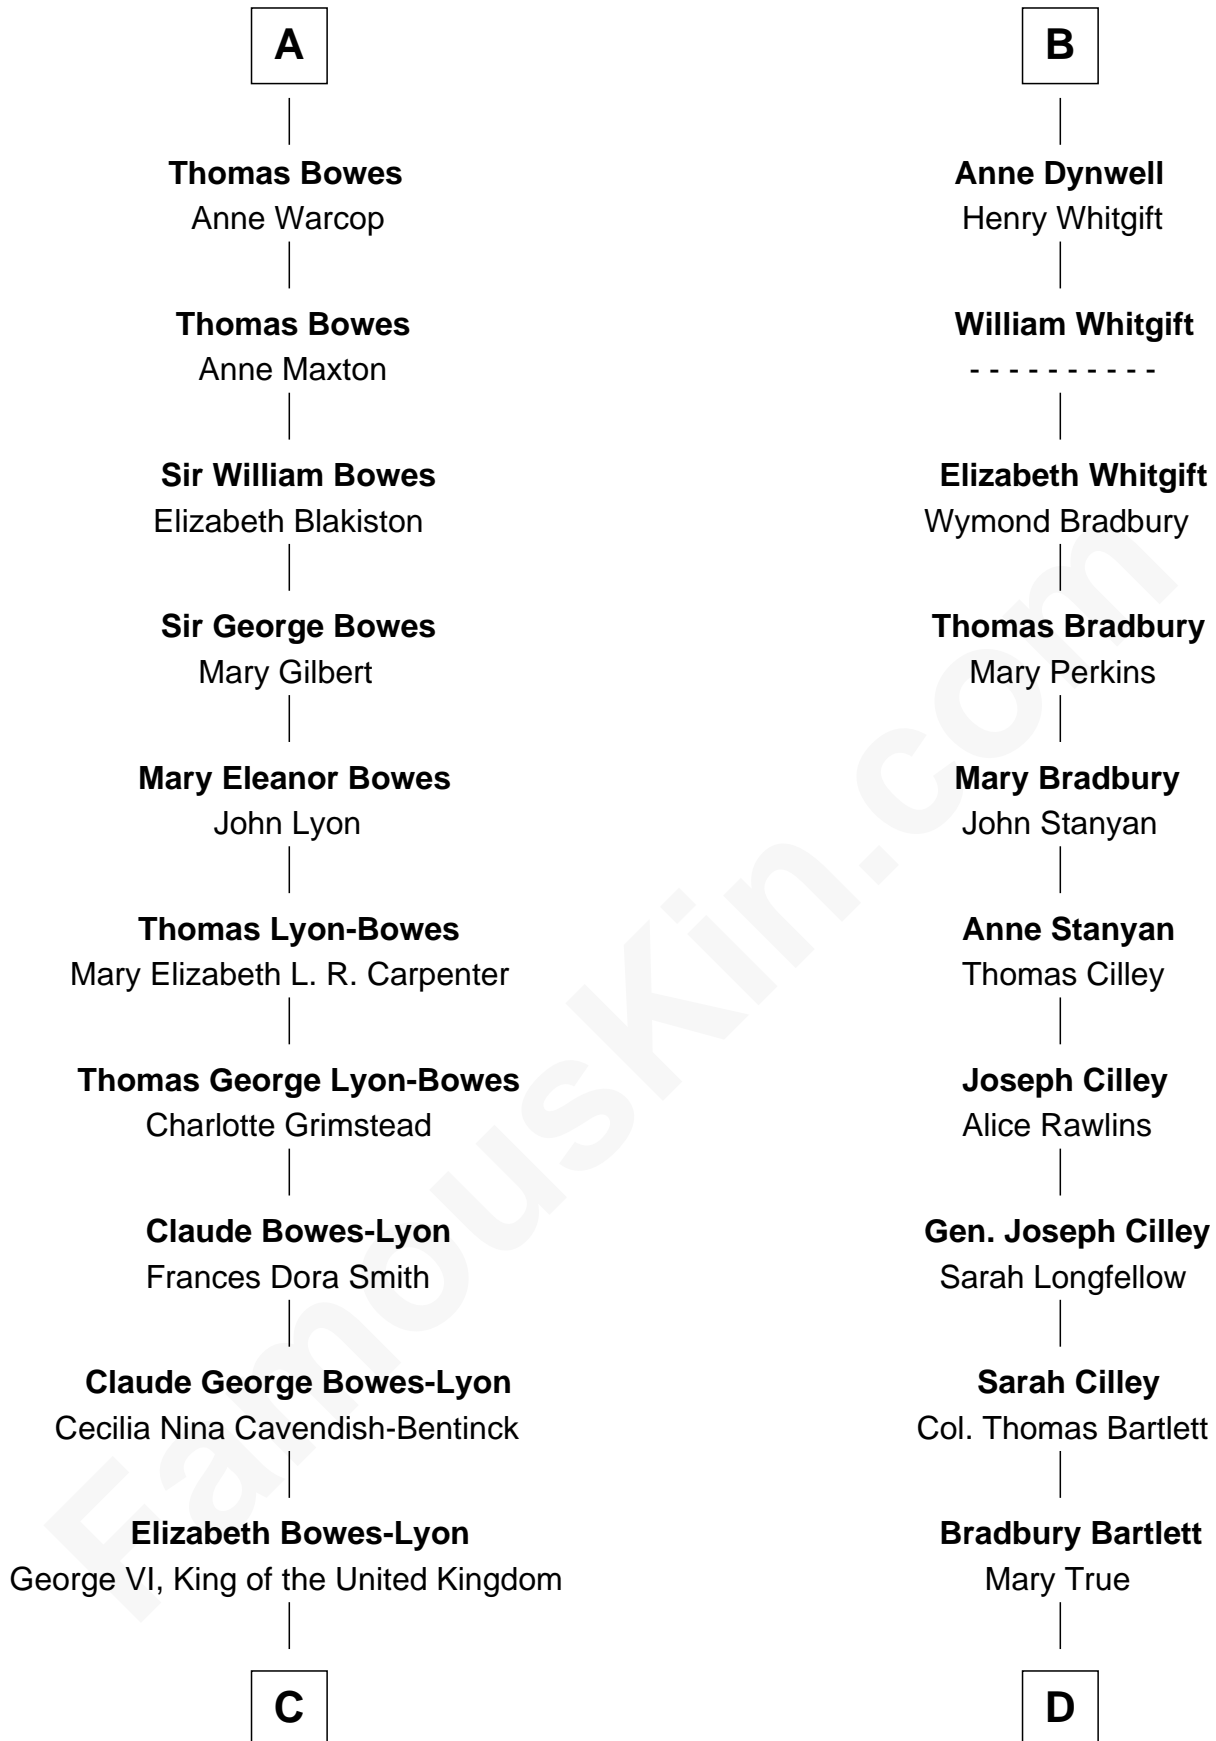 A
Thomas Bowes
Anne Warcop
Thomas Bowes
Anne Maxton
Sir William Bowes
Elizabeth Blakiston
Sir George Bowes
Mary Gilbert
Mary Eleanor Bowes
John Lyon
Thomas Lyon-Bowes
Mary Elizabeth L. R. Carpenter
Thomas George Lyon-Bowes
Charlotte Grimstead
Claude Bowes-Lyon
Frances Dora Smith
Claude George Bowes-Lyon
Cecilia Nina Cavendish-Bentinck
Elizabeth Bowes-Lyon
George VI, King of the United Kingdom
C
B
Anne Dynwell
Henry Whitgift
William Whitgift
- - - - - - - - - -
Elizabeth Whitgift
Wymond Bradbury
Thomas Bradbury
Mary Perkins
Mary Bradbury
John Stanyan
Anne Stanyan
Thomas Cilley
Joseph Cilley
Alice Rawlins
Gen. Joseph Cilley
Sarah Longfellow
Sarah Cilley
Col. Thomas Bartlett
Bradbury Bartlett
Mary True
D
FamousKin.com